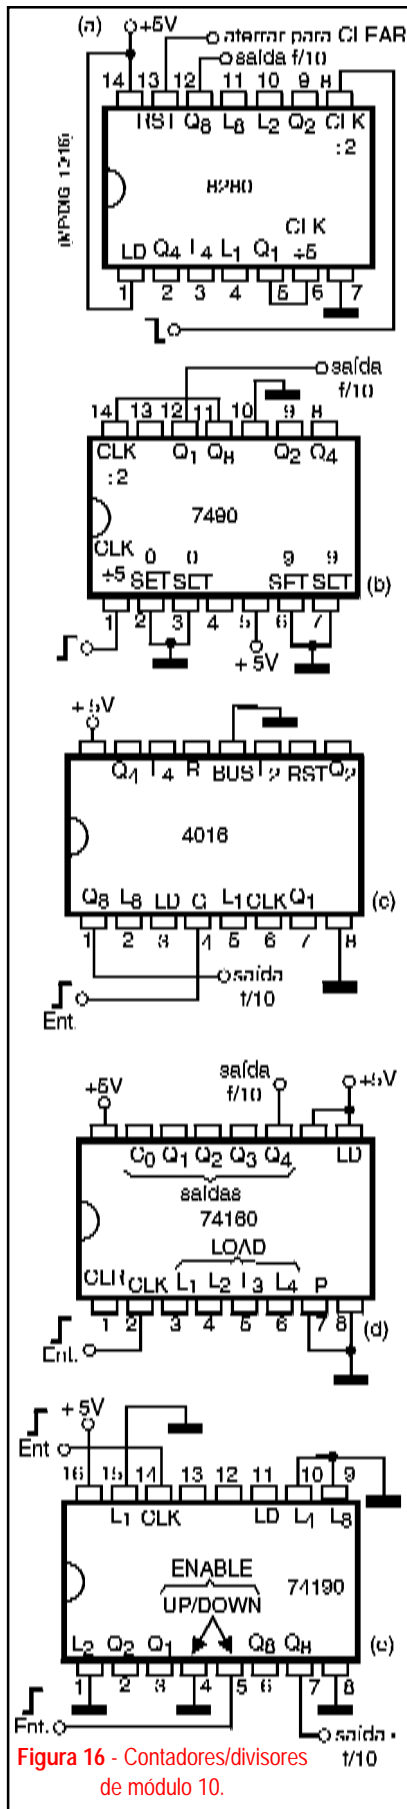 (a)
+5V
aterrar para CLEAR
saída f/10
14 13 12 11 10 9 8
RST Q8 L8 L2 Q2 CLK
:2
8280
CLK
LD Q4 L4 L1 Q1 ÷5
1 2 3 4 5 6 7
saída
f/10
14 13 12 11 10 9 8
CLK Q1 Q8 Q2 Q4
:2
7490
CLK 0 0 9 9
÷5 SET SET SET SET
(b)
1 2 3 4 5 6 7
+5V
+5V
Q4 L4 R BUS L2 RST Q2
4016
Q8 L8 LD C L1 CLK Q1
(c)
1 2 3 4 5 6 7 8
saída
f/10
Ent.
+5V
saída
f/10
+5V
C0 Q1 Q2 Q3 Q4 LD
saídas
74160
LOAD
CLR CLK L1 L2 L3 L4 P
1 2 3 4 5 6 7 8
(d)
Ent.
+5V
Ent
16 15 14 13 12 11 10 9
L1 CLK LD L4 L8
ENABLE
74190
UP/DOWN
(e)
L2 Q2 Q1 Q8
1 2 3 4 5 6 7 8
Ent.
saída
f/10
Figura 16 - Contadores/divisores
de módulo 10.